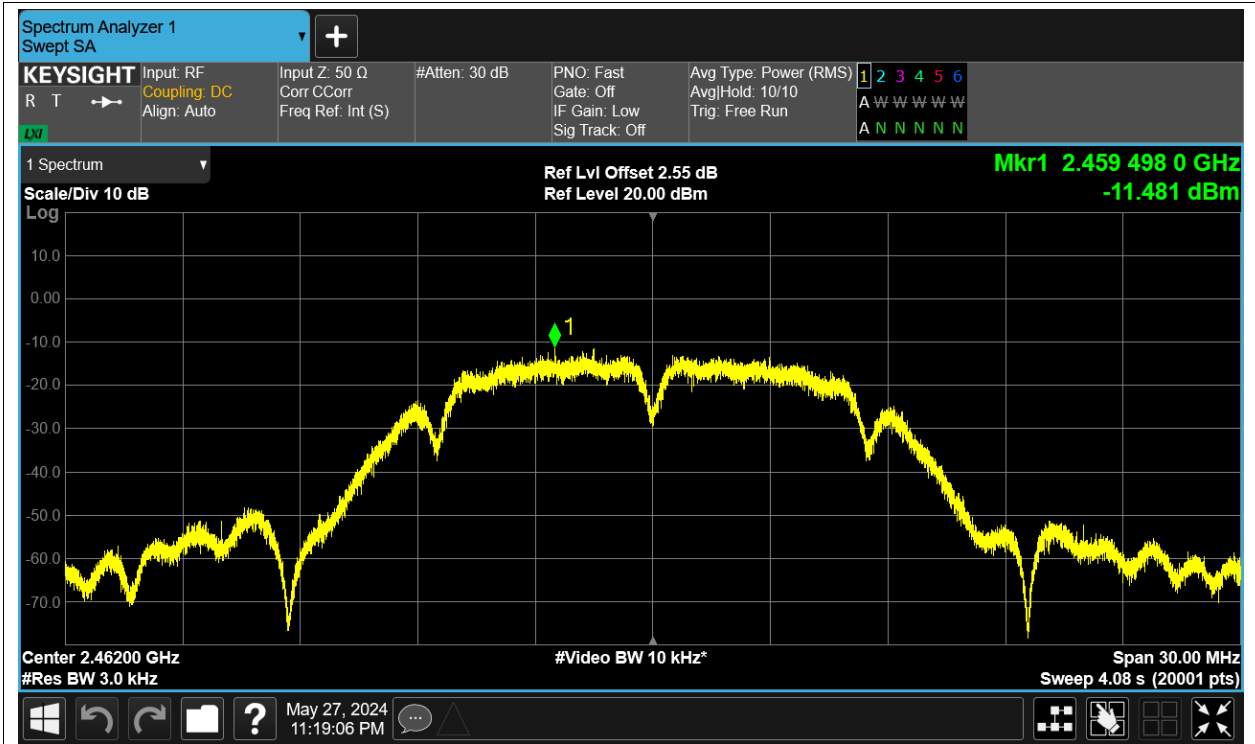 Spectrum Analyzer 1
Swept SA
+
KEYSIGHT
R T
LXI
Input: RF
Coupling: DC
Align: Auto
Input Z: 50 Ω
Corr CCorr
Freq Ref: Int (S)
#Atten: 30 dB
PNO: Fast
Gate: Off
IF Gain: Low
Sig Track: Off
Avg Type: Power (RMS)
Avg|Hold: 10/10
Trig: Free Run
1 2 3 4 5 6
A W W W W W
A N N N N N
1 Spectrum
Scale/Div 10 dB
Log
Ref Lvl Offset 2.55 dB
Ref Level 20.00 dBm
Mkr1 2.459 498 0 GHz
-11.481 dBm
1
10.0
0.00
-10.0
-20.0
-30.0
-40.0
-50.0
-60.0
-70.0
Center 2.46200 GHz
#Res BW 3.0 kHz
#Video BW 10 kHz*
Span 30.00 MHz
Sweep 4.08 s (20001 pts)
?
May 27, 2024
11:19:06 PM